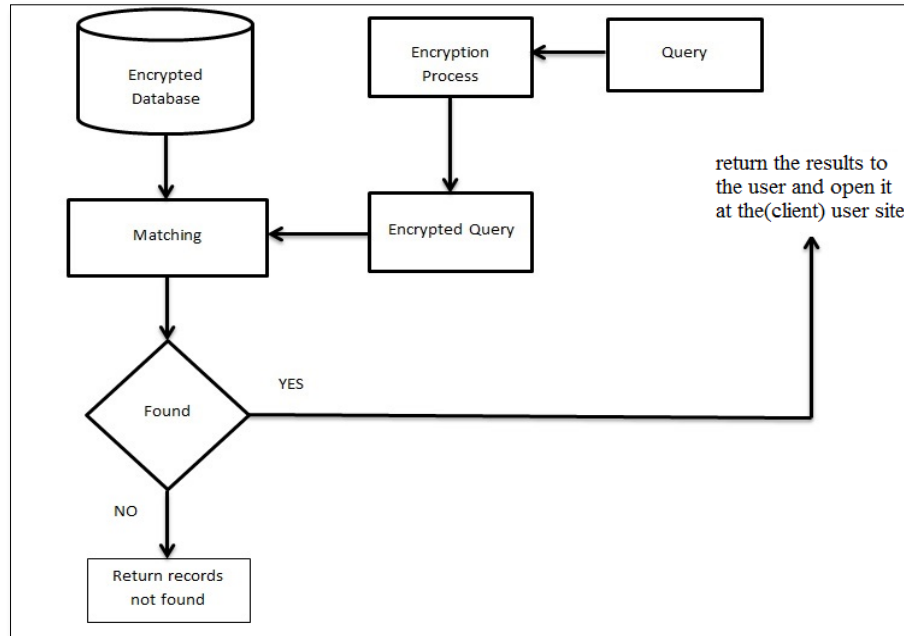 Encrypted
Database
Encryption
Process
Query
return the results to
the user and open it
at the(client) user site
Matching
Encrypted Query
YES
Found
NO
Return records
not found